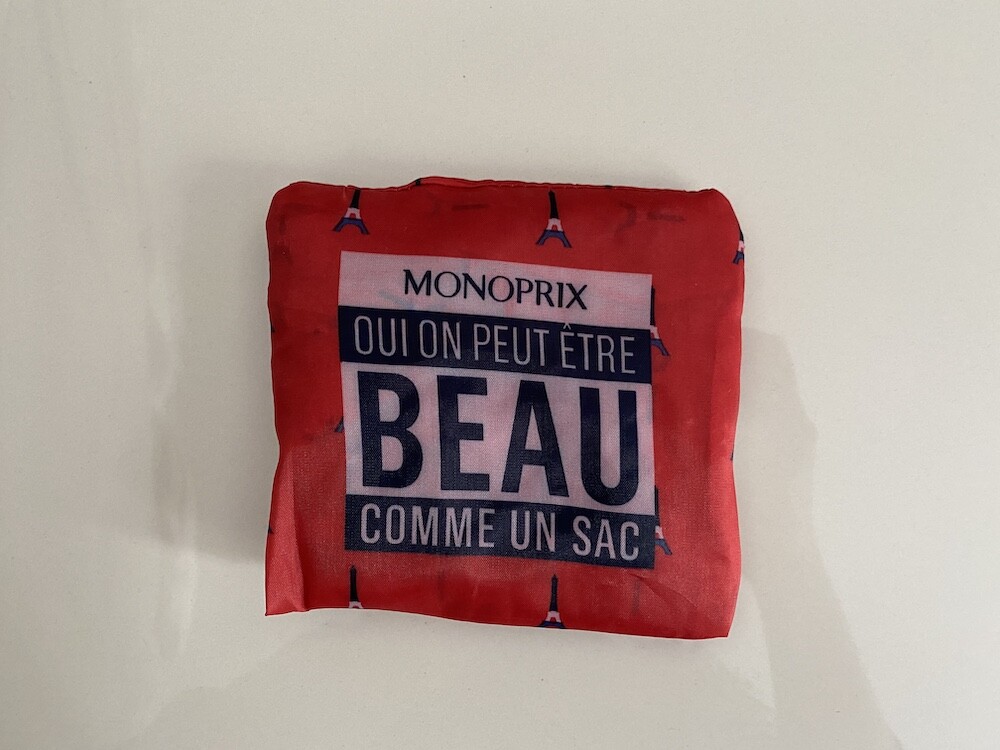 MONOPRIX
OUI ON PEUT ÊTRE
BEAU
COMME UN SAC